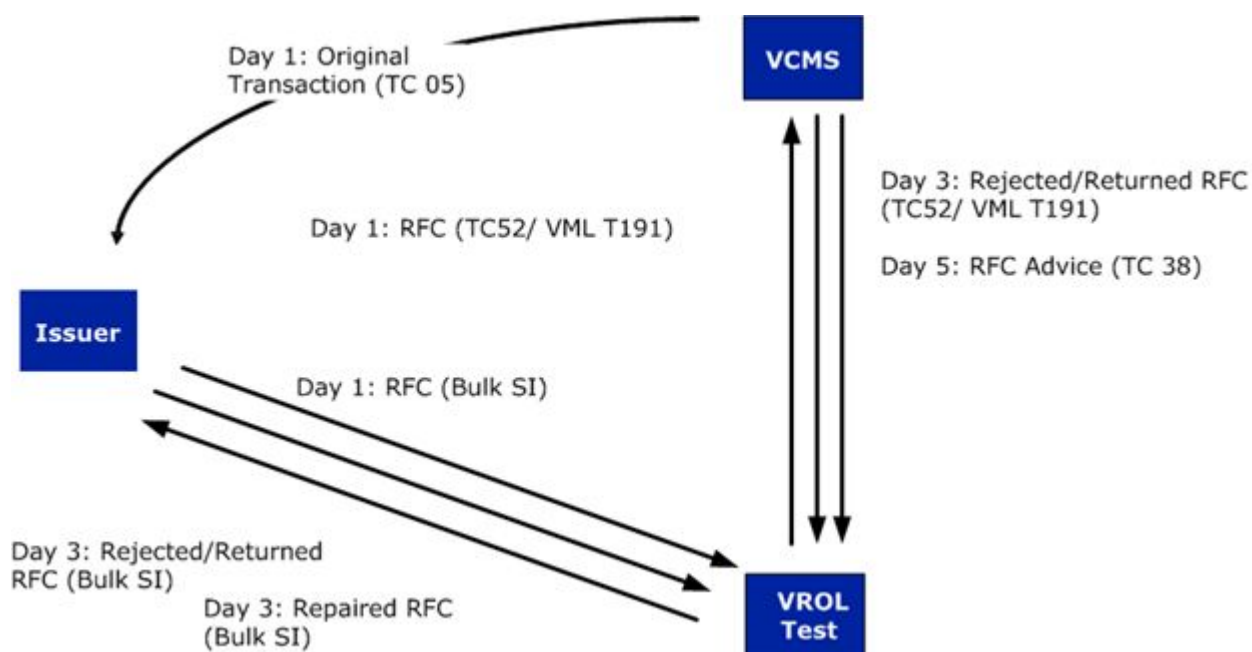 Day 1: Original
Transaction (TC 05)
VCMS
Day 3: Rejected/Returned RFC
(TC52/ VML T191)
Day 1: RFC (TC52/ VML T191)
Day 5: RFC Advice (TC 38)
Issuer
Day 1: RFC (Bulk SI)
Day 3: Rejected/Returned
RFC (Bulk SI)
Day 3: Repaired RFC
(Bulk SI)
VROL
Test